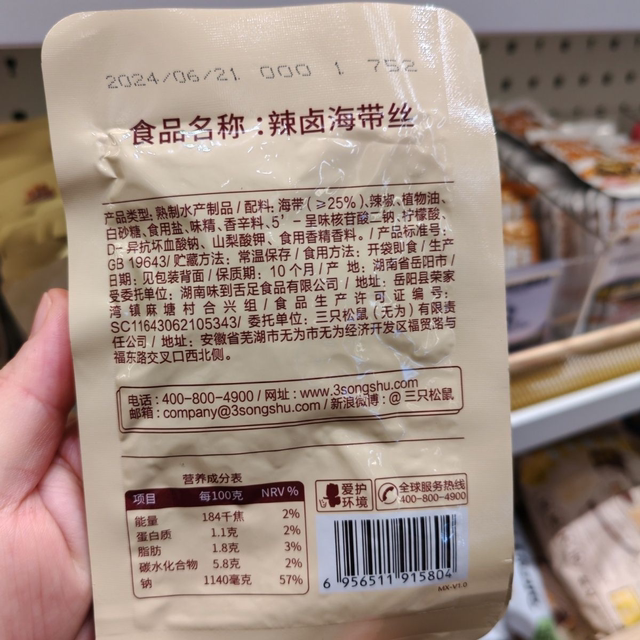 2024/06/21 000 1 752
食品名称:辣卤海带丝
产品类型:熟制水产制品/配料:海带(≥25%)、辣椒、植物油、
白砂糖、食用盐、味精、香辛料、5'-呈味核苷酸二钠、柠檬酸、
D-异抗坏血酸钠、山梨酸钾、食用香精香料。/产品标准号:
GB 19643/贮藏方法:常温保存/食用方法:开袋即食/生产
日期:见包装背面/保质期:10个月/产地:湖南省岳阳市/
受委托单位:湖南味到舌足食品有限公司/地址:岳阳县荣家
湾镇麻塘村合兴组/食品生产许可证编号:
SC11643062105343/委托单位:三只松鼠(无为)有限责
任公司/地址:安徽省芜湖市无为市无为经济开发区福贸路与
福东路交叉口西北侧。
电话:400-800-4900/网址:www.3songshu.com
邮箱:company@3songshu.com/新浪微博:@三只松鼠
营养成分表
项目 每100克 NRV%
能量 184千焦 2%
蛋白质 1.1克 2%
脂肪 1.8克 3%
碳水化合物 5.8克 2%
钠 1140毫克 57%
爱护
环境
全球服务热线
400-800-4900
6 956511 915804
MX-V1.0